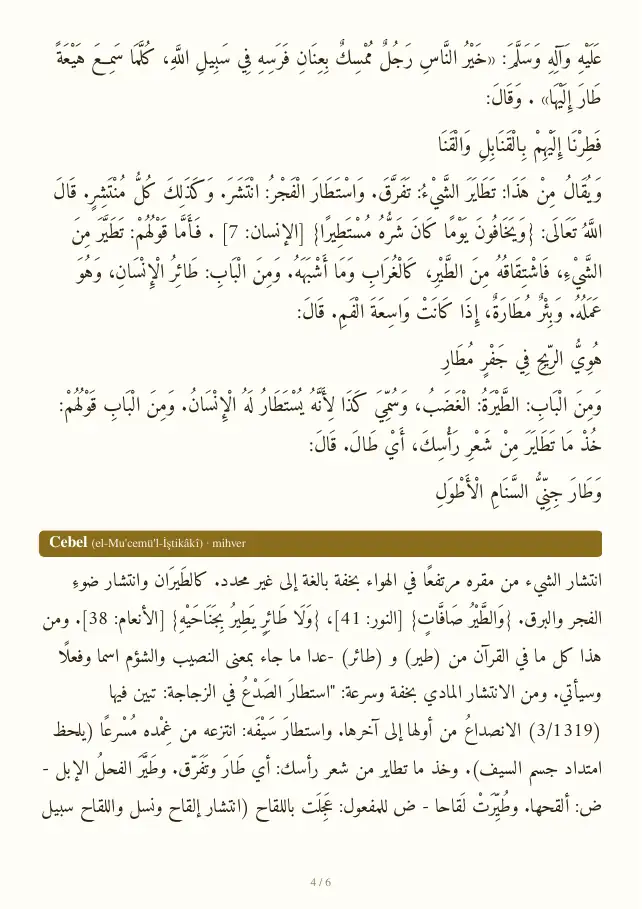 عَلَيْهِ وَآلِهِ وَسَلَّمَ: «خَيْرُ النَّاسِ رَجُلٌ مُمْسِكٌ بِعِنَانِ فَرَسِهِ فِي سَبِيلِ اللَّهِ، كُلَّمَا سَمِعَ هَيْعَةً
طَارَ إِلَيْهَا» . وَقَالَ:
فَطِرْنَا إِلَيْهِمْ بِالْقَنَابِلِ وَالْقَنَا
وَيُقَالُ مِنْ هَذَا: تَطَايَرَ الشَّيْءُ: تَفَرَّقَ. وَاسْتَطَارَ الْفَجْرُ: انْتَشَرَ. وَكَذَلِكَ كُلُّ مُنْتَشِرٍ. قَالَ
اللَّهُ تَعَالَى: {وَيَخَافُونَ يَوْمًا كَانَ شَرُّهُ مُسْتَطِيرًا} [الإنسان: 7] . فَأَمَّا قَوْلُهُمْ: تَطَيَّرَ مِنَ
الشَّيْءِ، فَاشْتِقَاقُهُ مِنَ الطَّيْرِ، كَالْغُرَابِ وَمَا أَشْبَهَهُ. وَمِنَ الْبَابِ: طَائِرُ الْإِنْسَانِ، وَهُوَ
عَمَلُهُ. وَبِئْرٌ مُطَارَةٌ، إِذَا كَانَتْ وَاسِعَةَ الْفَمِ. قَالَ:
هُوِيُّ الرِّيحِ فِي جَفْرٍ مُطَارِ
وَمِنَ الْبَابِ: الطَّيْرَةُ: الْغَضَبُ، وَسُمِّيَ كَذَا لِأَنَّهُ يُسْتَطَارُ لَهُ الْإِنْسَانُ. وَمِنَ الْبَابِ قَوْلُهُمْ:
خُذْ مَا تَطَايَرَ مِنْ شَعْرِ رَأْسِكَ، أَيْ طَالَ. قَالَ:
وَطَارَ جِنِّيُّ السَّنَامِ الْأَطْوَلِ
Cebel (el-Mu'cemü'l-İştikâkî) · mihver
انتشار الشيء من مقره مرتفعًا في الهواء بخفة بالغة إلى غير محدد. كالطَيَران وانتشار ضوءِ
الفجر والبرق. {وَالطَّيْرُ صَافَّاتٍ} [النور: 41]، {وَلَا طَائِرٍ يَطِيرُ بِجَنَاحَيْهِ} [الأنعام: 38]. ومن
هذا كل ما في القرآن من (طير) و (طائر) -عدا ما جاء بمعنى النصيب والشؤم اسما وفعلًا
وسيأتي. ومن الانتشار المادي بخفة وسرعة: "استطارَ الصَدْعُ في الزجاجة: تبين فيها
(3/1319) الانصداعُ من أولها إلى آخرها. واستطارَ سَيْفَه: انتزعه من غِمْده مُسْرعًا (يلحظ
امتداد جسم السيف). وخذ ما تطاير من شعر رأسك: أي طَارَ وتَفَرّق. وطَيَّرَ الفحلُ الإبل -
ض: ألقحها. وطُيِّرَتْ لَقاحا - ض للمفعول: عَجِلَت باللقاح (انتشار إلقاح ونسل واللقاح سبيل
4 / 6